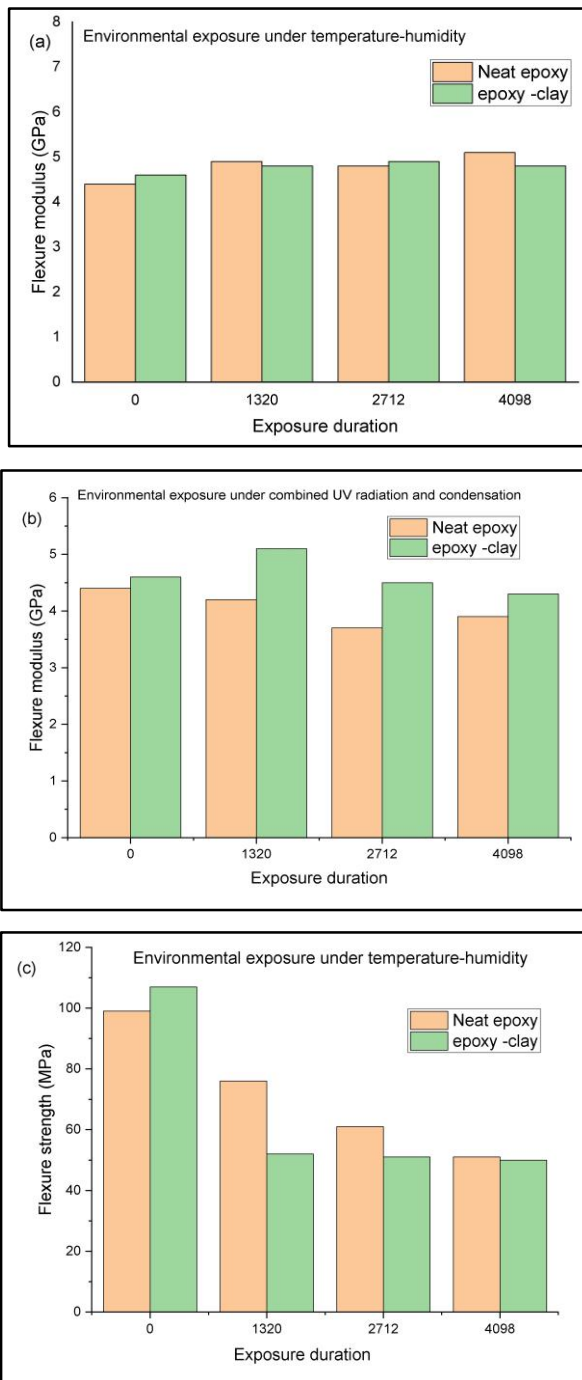 (a) Environmental exposure under temperature-humidity
Neat epoxy
epoxy -clay
Flexure modulus (GPa)
8
7
6
5
4
3
2
1
0
0 1320 2712 4098
Exposure duration
(b) Environmental exposure under combined UV radiation and condensation
Neat epoxy
epoxy -clay
Flexure modulus (GPa)
6
5
4
3
2
1
0
0 1320 2712 4098
Exposure duration
(c) Environmental exposure under temperature-humidity
Neat epoxy
epoxy -clay
Flexure strength (MPa)
120
100
80
60
40
20
0
0 1320 2712 4098
Exposure duration